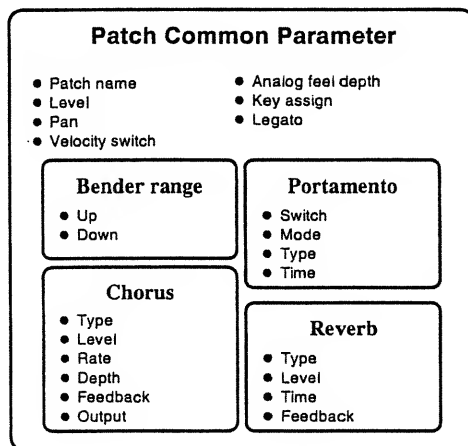 Patch Common Parameter
● Patch name
● Level
● Pan
● Velocity switch
● Analog feel depth
● Key assign
● Legato
Bender range
● Up
● Down
Portamento
● Switch
● Mode
● Type
● Time
Chorus
● Type
● Level
● Rate
● Depth
● Feedback
● Output
Reverb
● Type
● Level
● Time
● Feedback